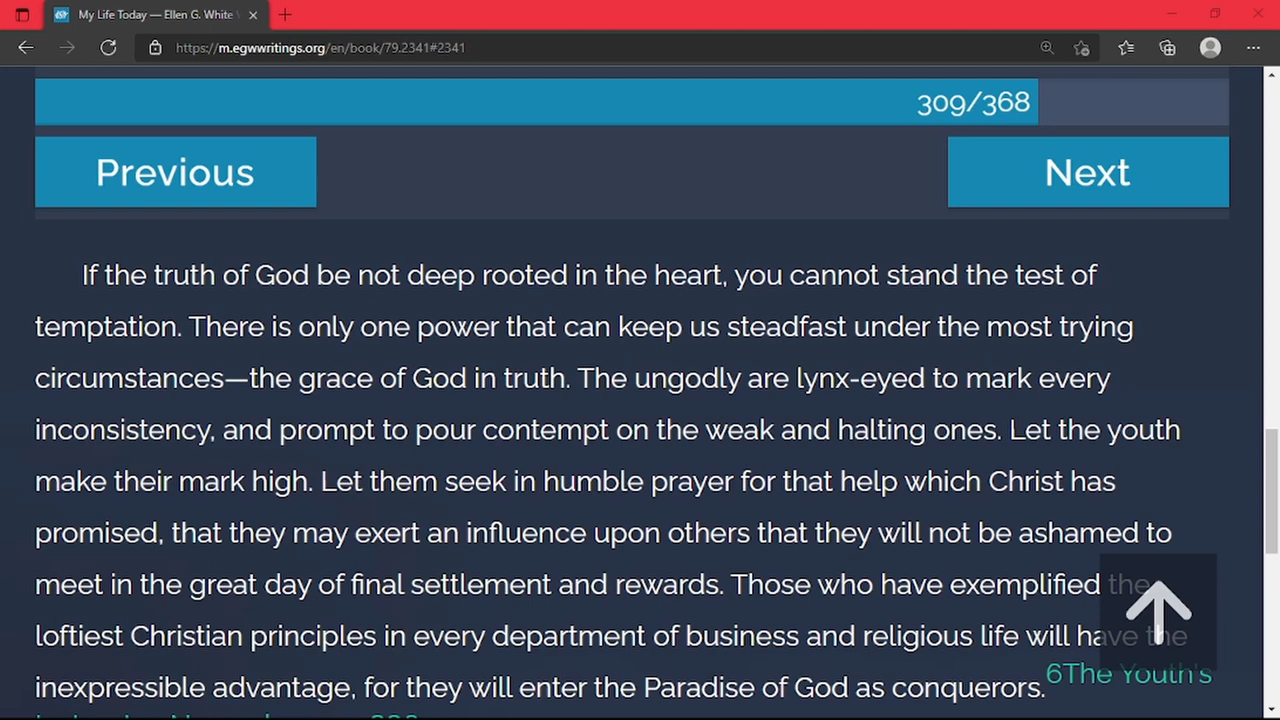 My Life Today — Ellen G. White
https://m.egwwritings.org/en/book/79.2341#2341
309/368
Previous
Next
If the truth of God be not deep rooted in the heart, you cannot stand the test of
temptation. There is only one power that can keep us steadfast under the most trying
circumstances—the grace of God in truth. The ungodly are lynx-eyed to mark every
inconsistency, and prompt to pour contempt on the weak and halting ones. Let the youth
make their mark high. Let them seek in humble prayer for that help which Christ has
promised, that they may exert an influence upon others that they will not be ashamed to
meet in the great day of final settlement and rewards. Those who have exemplified the
loftiest Christian principles in every department of business and religious life will have the
inexpressible advantage, for they will enter the Paradise of God as conquerors.
6The Youth's